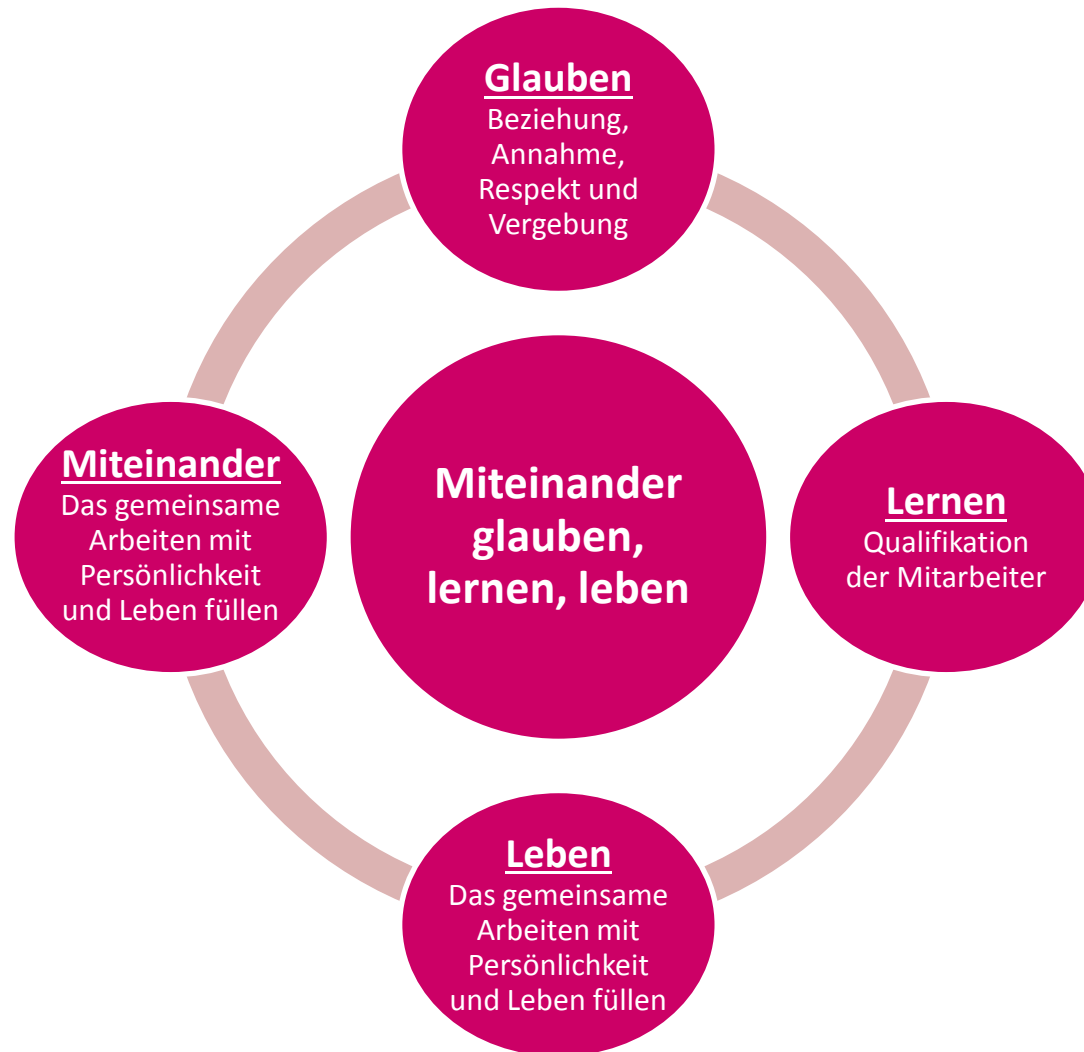 Glauben
Beziehung,
Annahme,
Respekt und
Vergebung
Miteinander
Das gemeinsame
Arbeiten mit
Persönlichkeit
und Leben füllen
Miteinander
glauben,
lernen, leben
Lernen
Qualifikation
der Mitarbeiter
Leben
Das gemeinsame
Arbeiten mit
Persönlichkeit
und Leben füllen